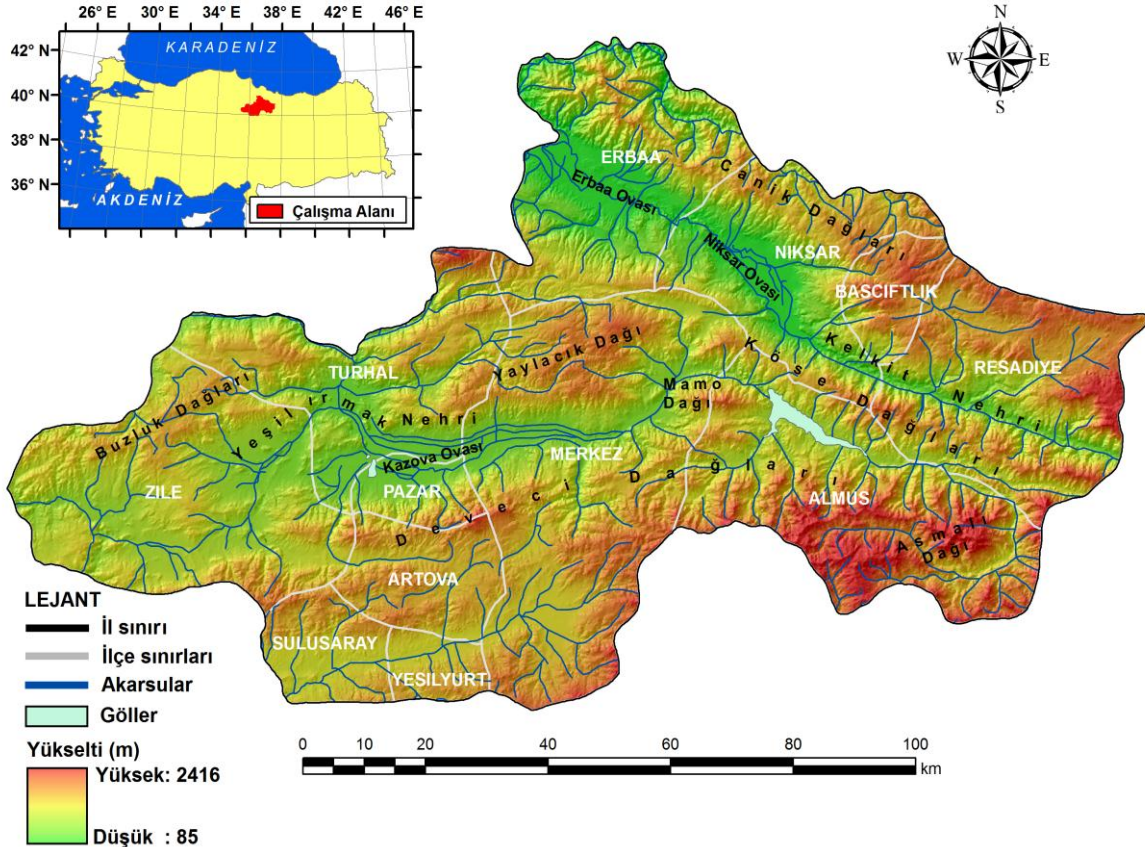 26° E 30° E 34° E 38° E 42° E 46° E
42° N
40° N
38° N
36° N
KARADENİZ
AKDENİZ
Çalışma Alanı
N
W E
S
ERBAA
Erbaa Ovası
Canik Dağları
Niksar Ovası
NIKSAR
BASCIFTLIK
Kelkit Nehri
RESADIYE
Köse Dağları
Yaylacık Dağı
Mamo
Dağı
TURHAL
Buzluk Dağları
Yeşilırmak Nehri
Kazova Ovası
MERKEZ
ZILE
PAZAR
Deveci Dağları
ALMUS
Asmalı
Dağı
ARTOVA
SULUSARAY
YESILYURT
LEJANT
İl sınırı
İlçe sınırları
Akarsular
Göller
Yükselti (m)
Yüksek: 2416
Düşük : 85
0 10 20 40 60 80 100
km